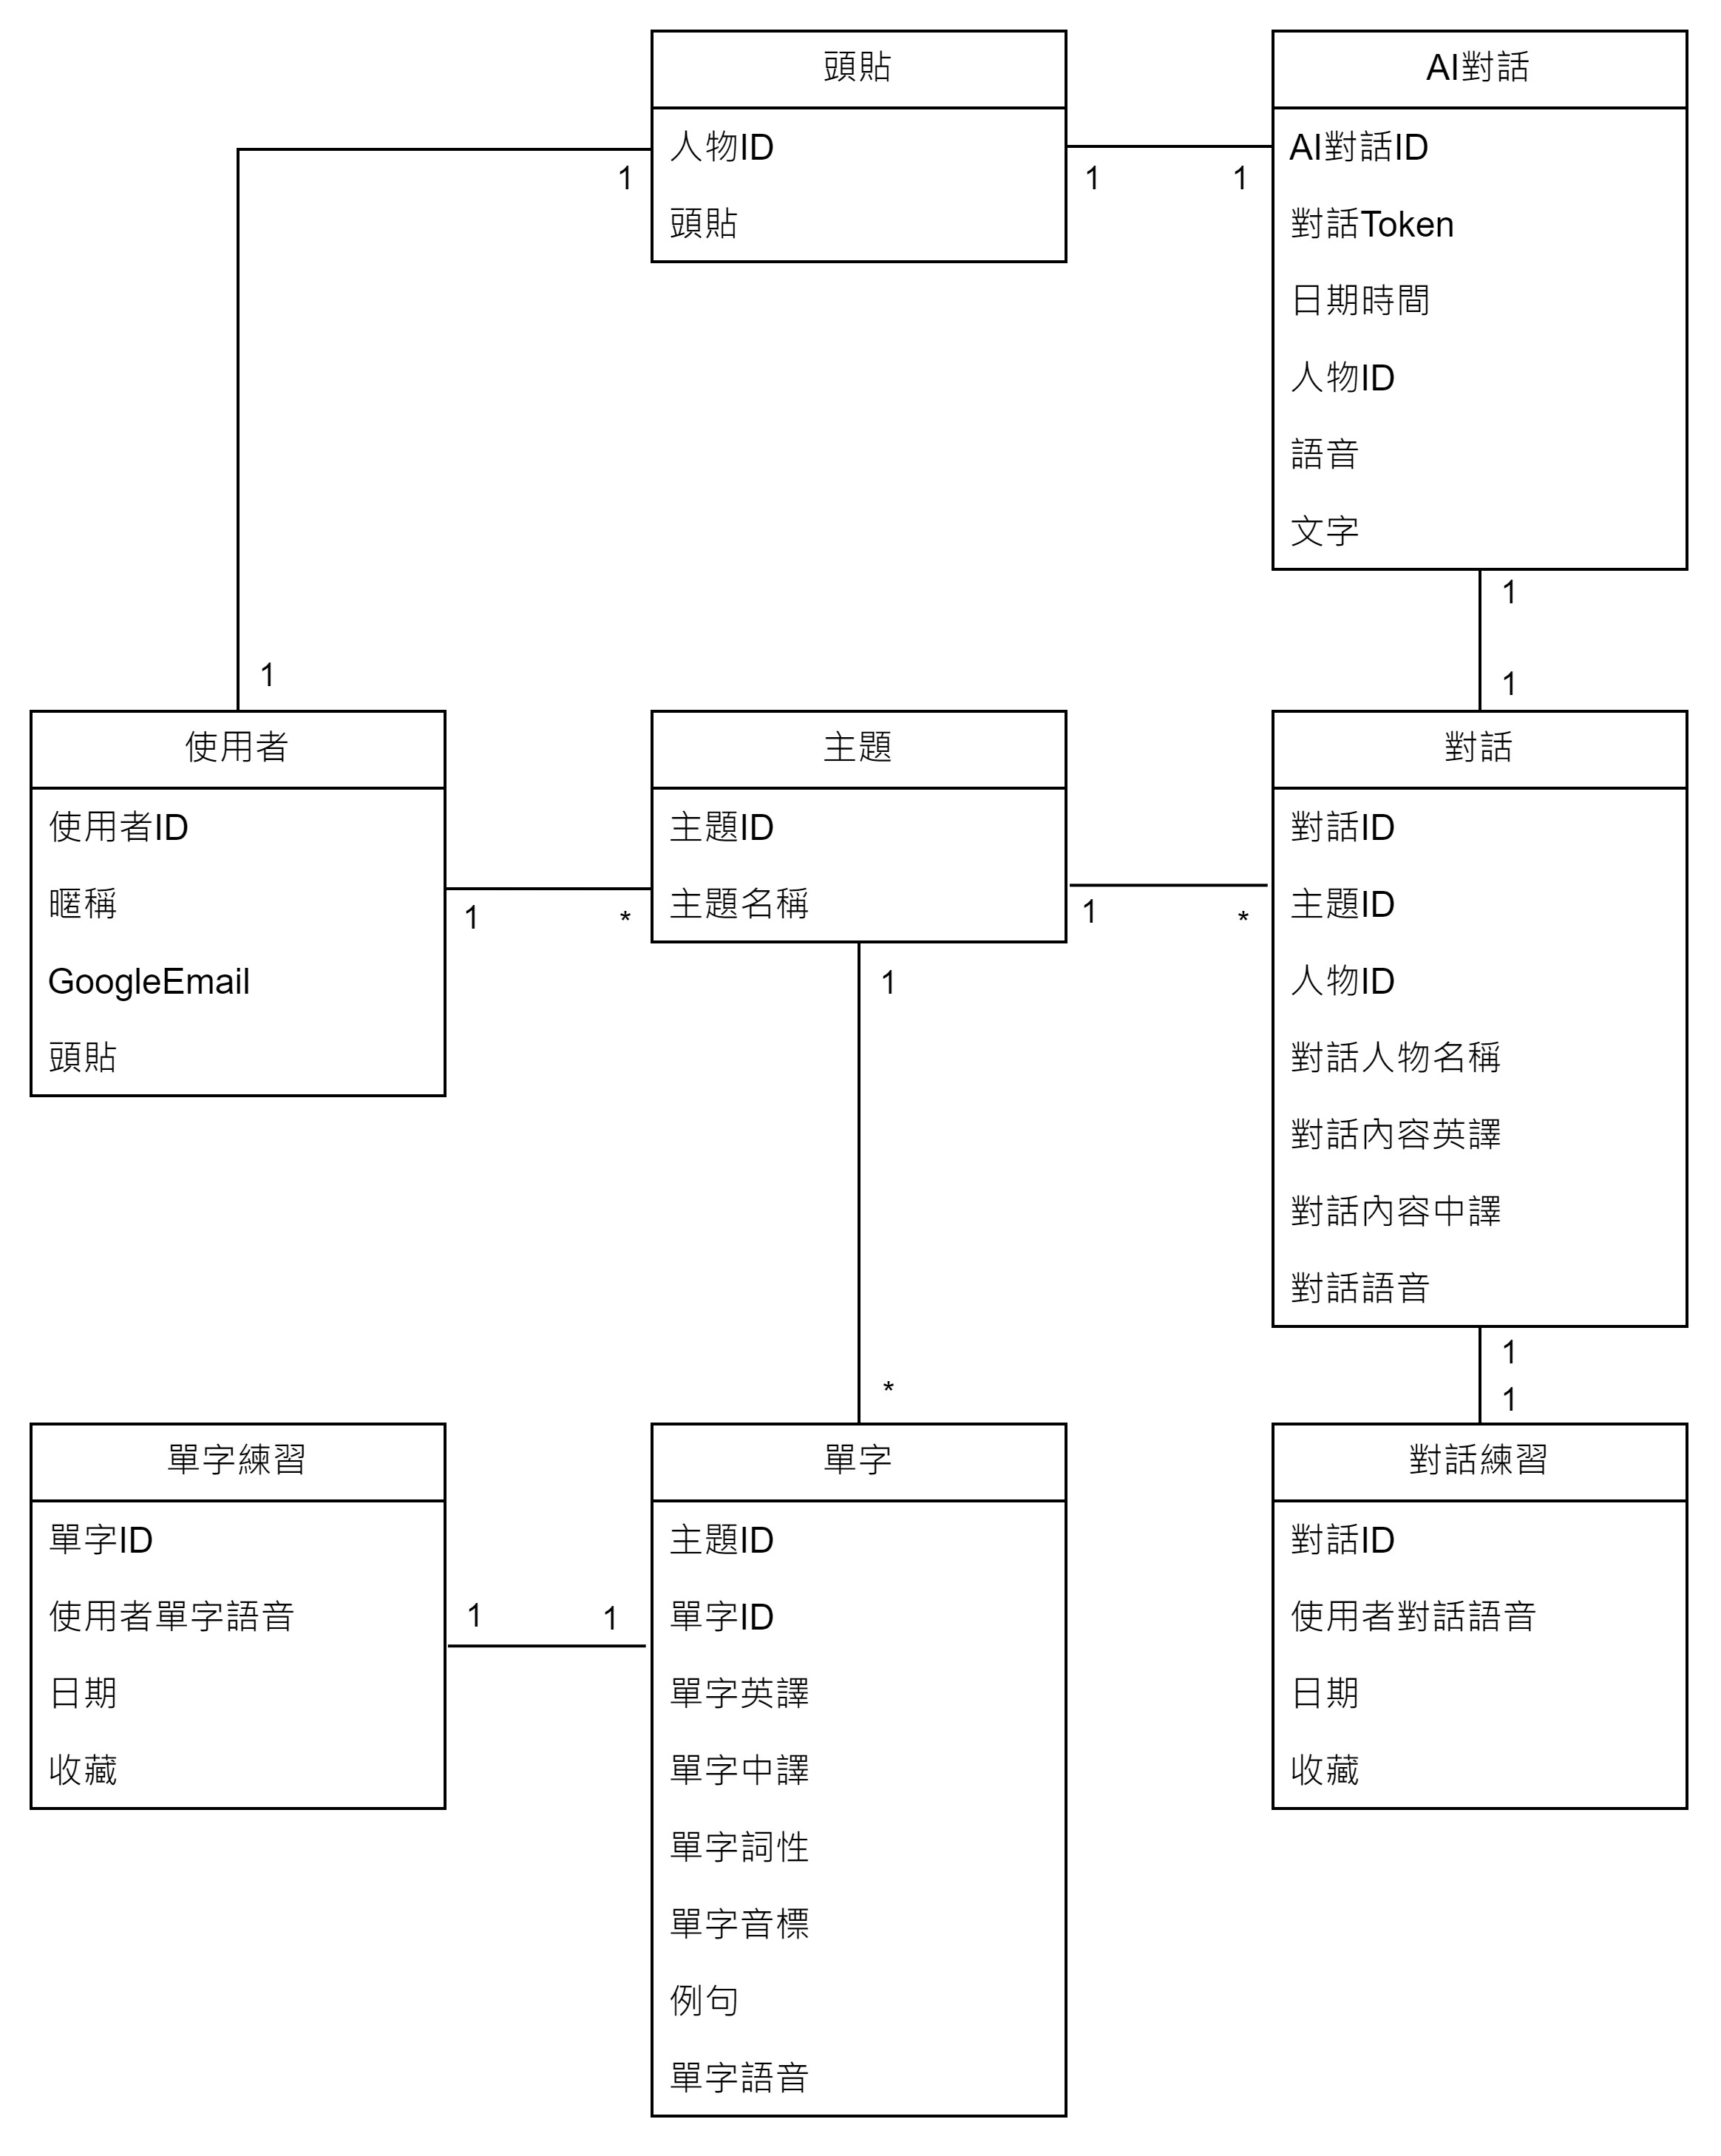 頭貼
人物ID
頭貼
AI對話
AI對話ID
對話Token
日期時間
人物ID
語音
文字
1
1
1
1
1
1
使用者
使用者ID
暱稱
GoogleEmail
頭貼
1
*
主題
主題ID
主題名稱
1
*
1
*
對話
對話ID
主題ID
人物ID
對話人物名稱
對話內容英譯
對話內容中譯
對話語音
1
1
單字練習
單字ID
使用者單字語音
日期
收藏
1
1
單字
主題ID
單字ID
單字英譯
單字中譯
單字詞性
單字音標
例句
單字語音
對話練習
對話ID
使用者對話語音
日期
收藏